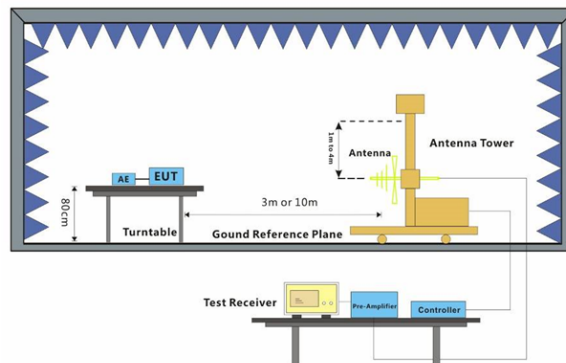 1m to 4m
Antenna
Antenna Tower
AE
EUT
3m or 10m
80cm
Turntable
Gound Reference Plane
Test Receiver
Pre-Amplifier
Controller